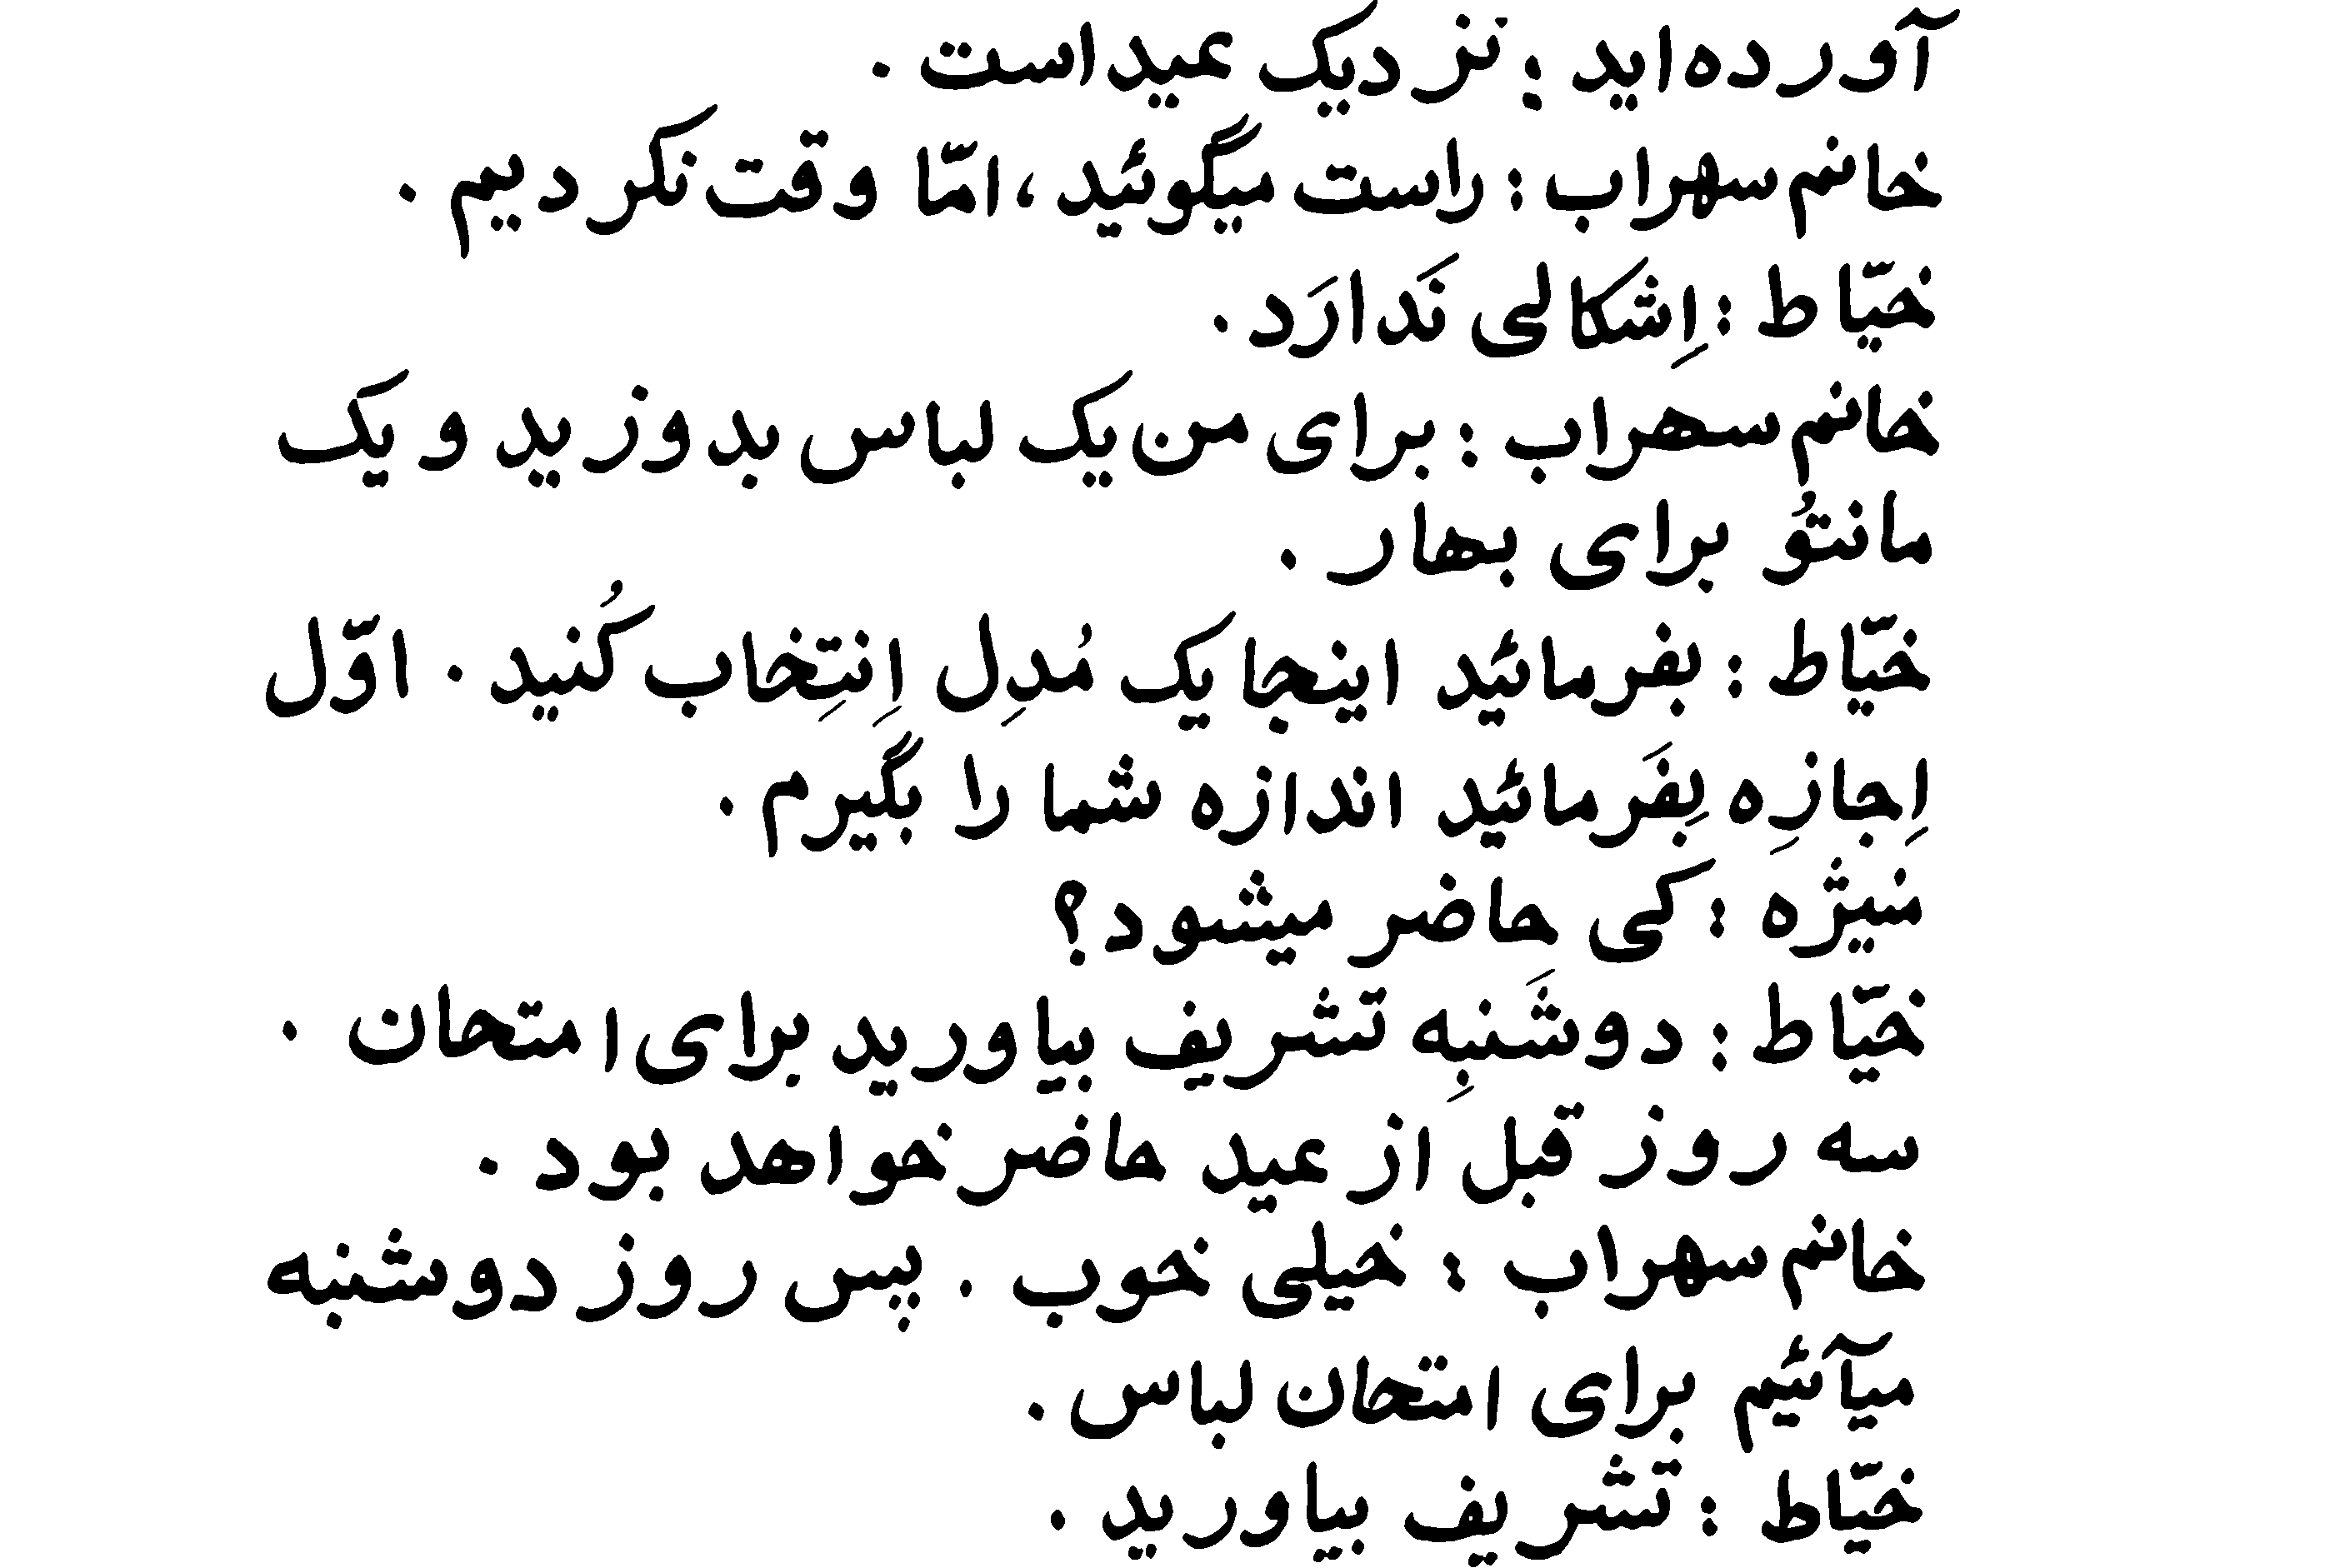 آورده‌اید ؛ نزدیک عید است .
خانم سهراب : راست میگوئید ، امّا وقت نکردیم .
خیّاط : اِشکالی نَدارَد .
خانم سهراب : برای من یک لباس بدوزید و یک
مانتوُ برای بهار .
خیّاط : بفرمائید اینجا یک مُدِل اِنتِخاب کُنید . اوّل
اِجازِه بِفَرمائید اندازه شما را بگیرم .
مَنیژه : کی حاضر میشود ؟
خیّاط : دوشَنبِه تشریف بیاورید برای امتحان .
سه روز قبل از عید حاضر خواهد بود .
خانم سهراب : خیلی خوب . پس روز دوشنبه
میآئیم برای امتحان لباس .
خیّاط : تشریف بیاورید .